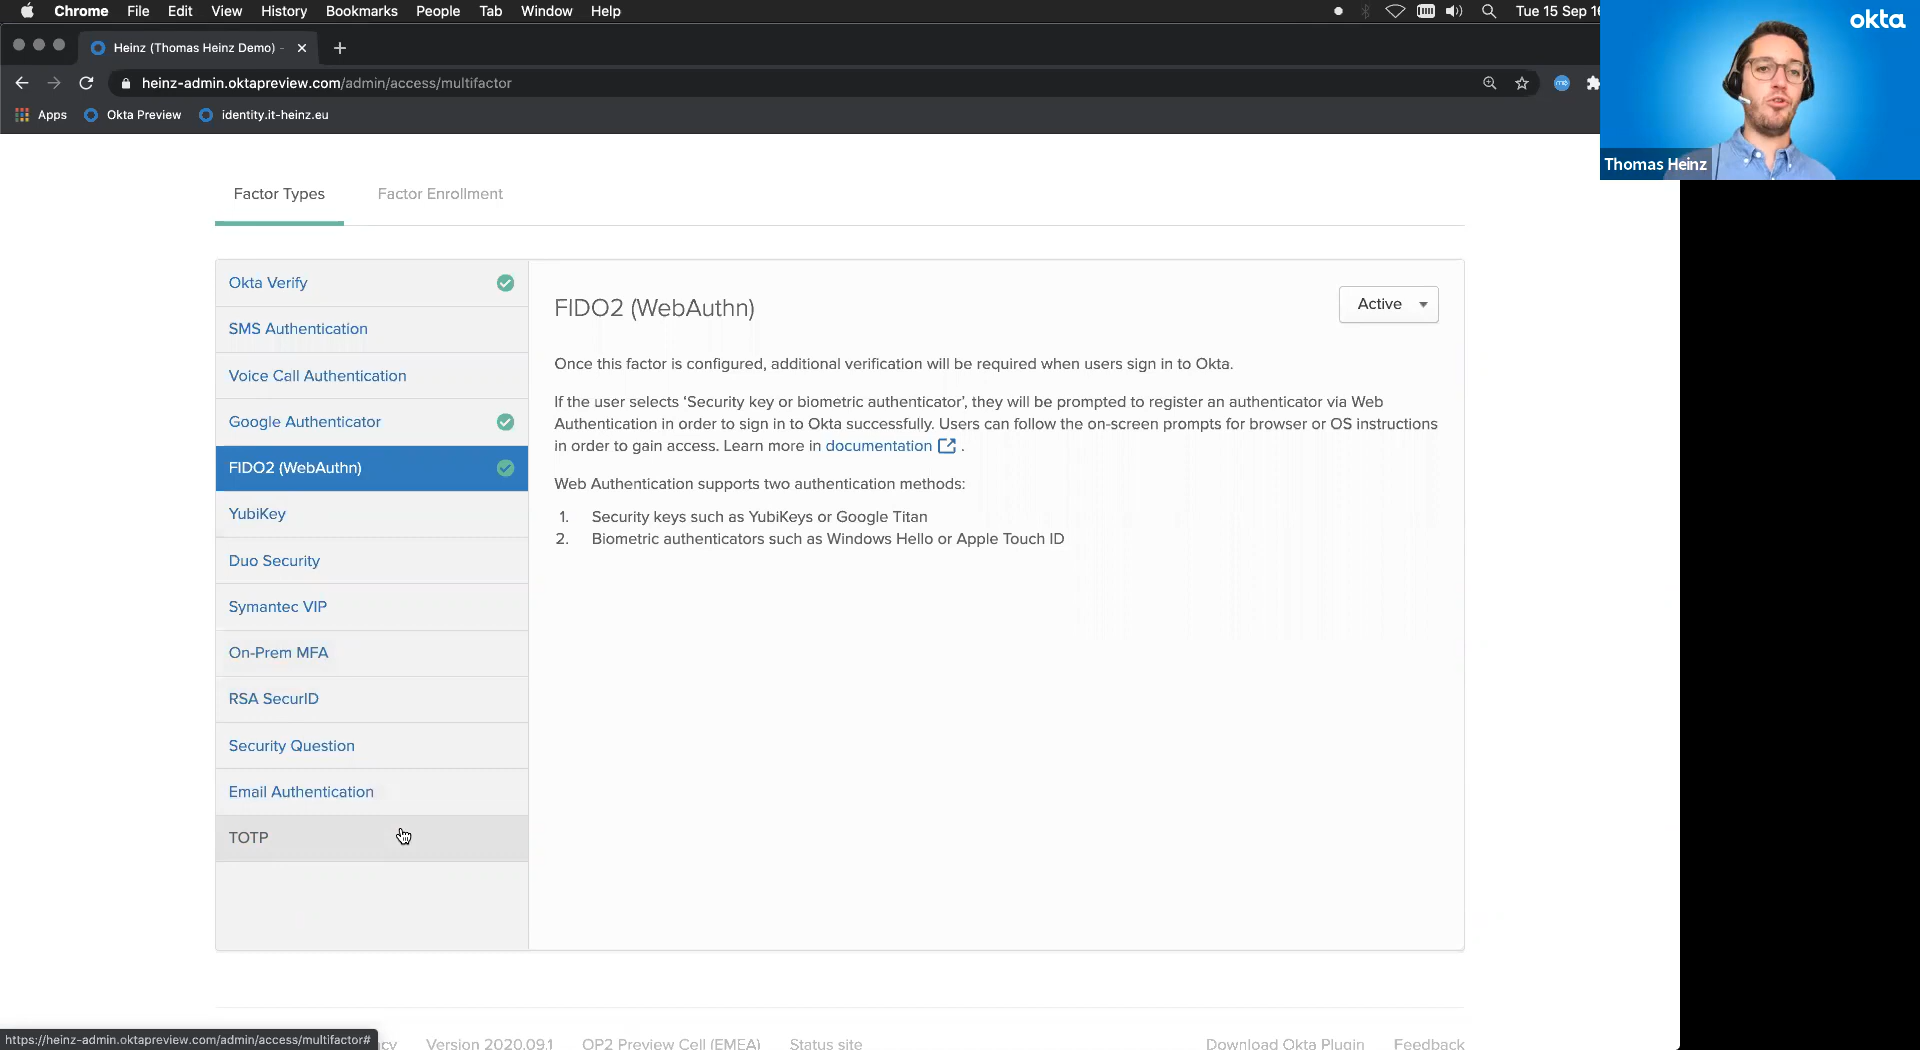 Chrome File Edit View History Bookmarks People Tab Window Help
Tue 15 Sep
okta
Heinz (Thomas Heinz Demo) -
heinz-admin.oktapreview.com/admin/access/multifactor
Apps Okta Preview identity.it-heinz.eu
Thomas Heinz
Factor Types Factor Enrollment
Okta Verify
SMS Authentication
Voice Call Authentication
Google Authenticator
FIDO2 (WebAuthn)
YubiKey
Duo Security
Symantec VIP
On-Prem MFA
RSA SecurID
Security Question
Email Authentication
TOTP
FIDO2 (WebAuthn)
Active
Once this factor is configured, additional verification will be required when users sign in to Okta.
If the user selects ‘Security key or biometric authenticator’, they will be prompted to register an authenticator via Web
Authentication in order to sign in to Okta successfully. Users can follow the on-screen prompts for browser or OS instructions
in order to gain access. Learn more in documentation .
Web Authentication supports two authentication methods:
1. Security keys such as YubiKeys or Google Titan
2. Biometric authenticators such as Windows Hello or Apple Touch ID
https://heinz-admin.oktapreview.com/admin/access/multifactor#
Version 2020.09.1 OP2 Preview Cell (EMEA) Status site Download Okta Plugin Feedback